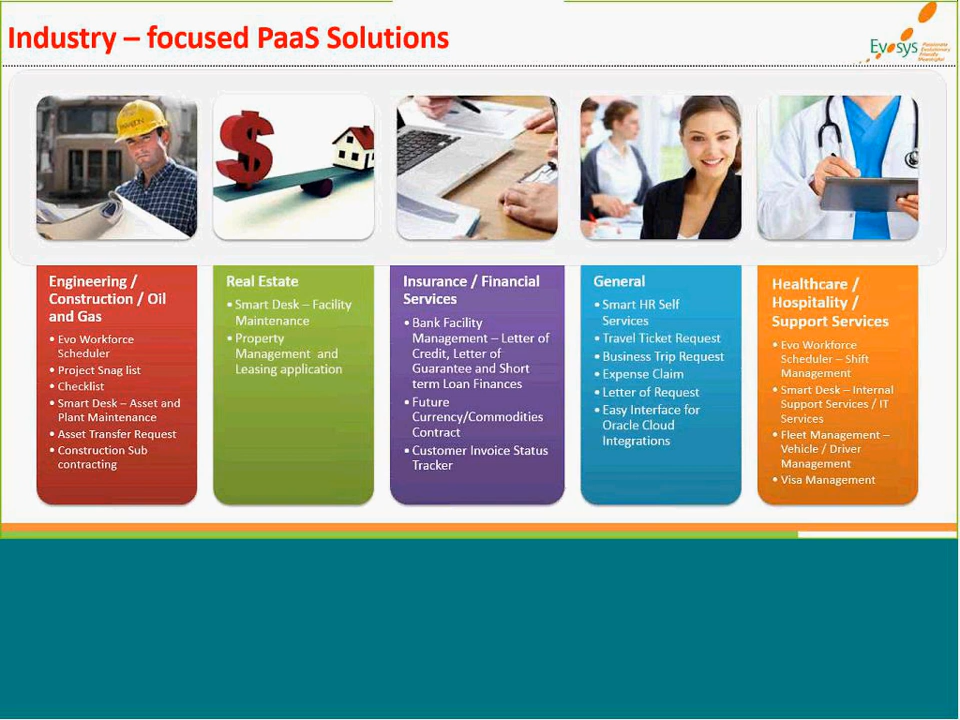 Industry – focused PaaS Solutions
Evosys
Engineering /
Construction / Oil
and Gas
• Evo Workforce
Scheduler
• Project Snag list
• Checklist
• Smart Desk – Asset and
Plant Maintenance
• Asset Transfer Request
• Construction Sub
contracting
Real Estate
• Smart Desk – Facility
Maintenance
• Property
Management and
Leasing application
Insurance / Financial
Services
• Bank Facility
Management – Letter of
Credit, Letter of
Guarantee and Short
term Loan Finances
• Future
Currency/Commodities
Contract
• Customer Invoice Status
Tracker
General
• Smart HR Self
Services
• Travel Ticket Request
• Business Trip Request
• Expense Claim
• Letter of Request
• Easy Interface for
Oracle Cloud
Integrations
Healthcare /
Hospitality /
Support Services
• Evo Workforce
Scheduler – Shift
Management
• Smart Desk – Internal
Support Services / IT
Services
• Fleet Management –
Vehicle / Driver
Management
• Visa Management